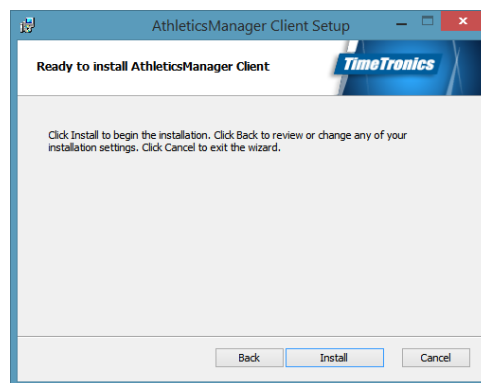 AthleticsManager Client Setup
Ready to install AthleticsManager Client
TimeTronics
Click Install to begin the installation. Click Back to review or change any of your
installation settings. Click Cancel to exit the wizard.
Back Install Cancel